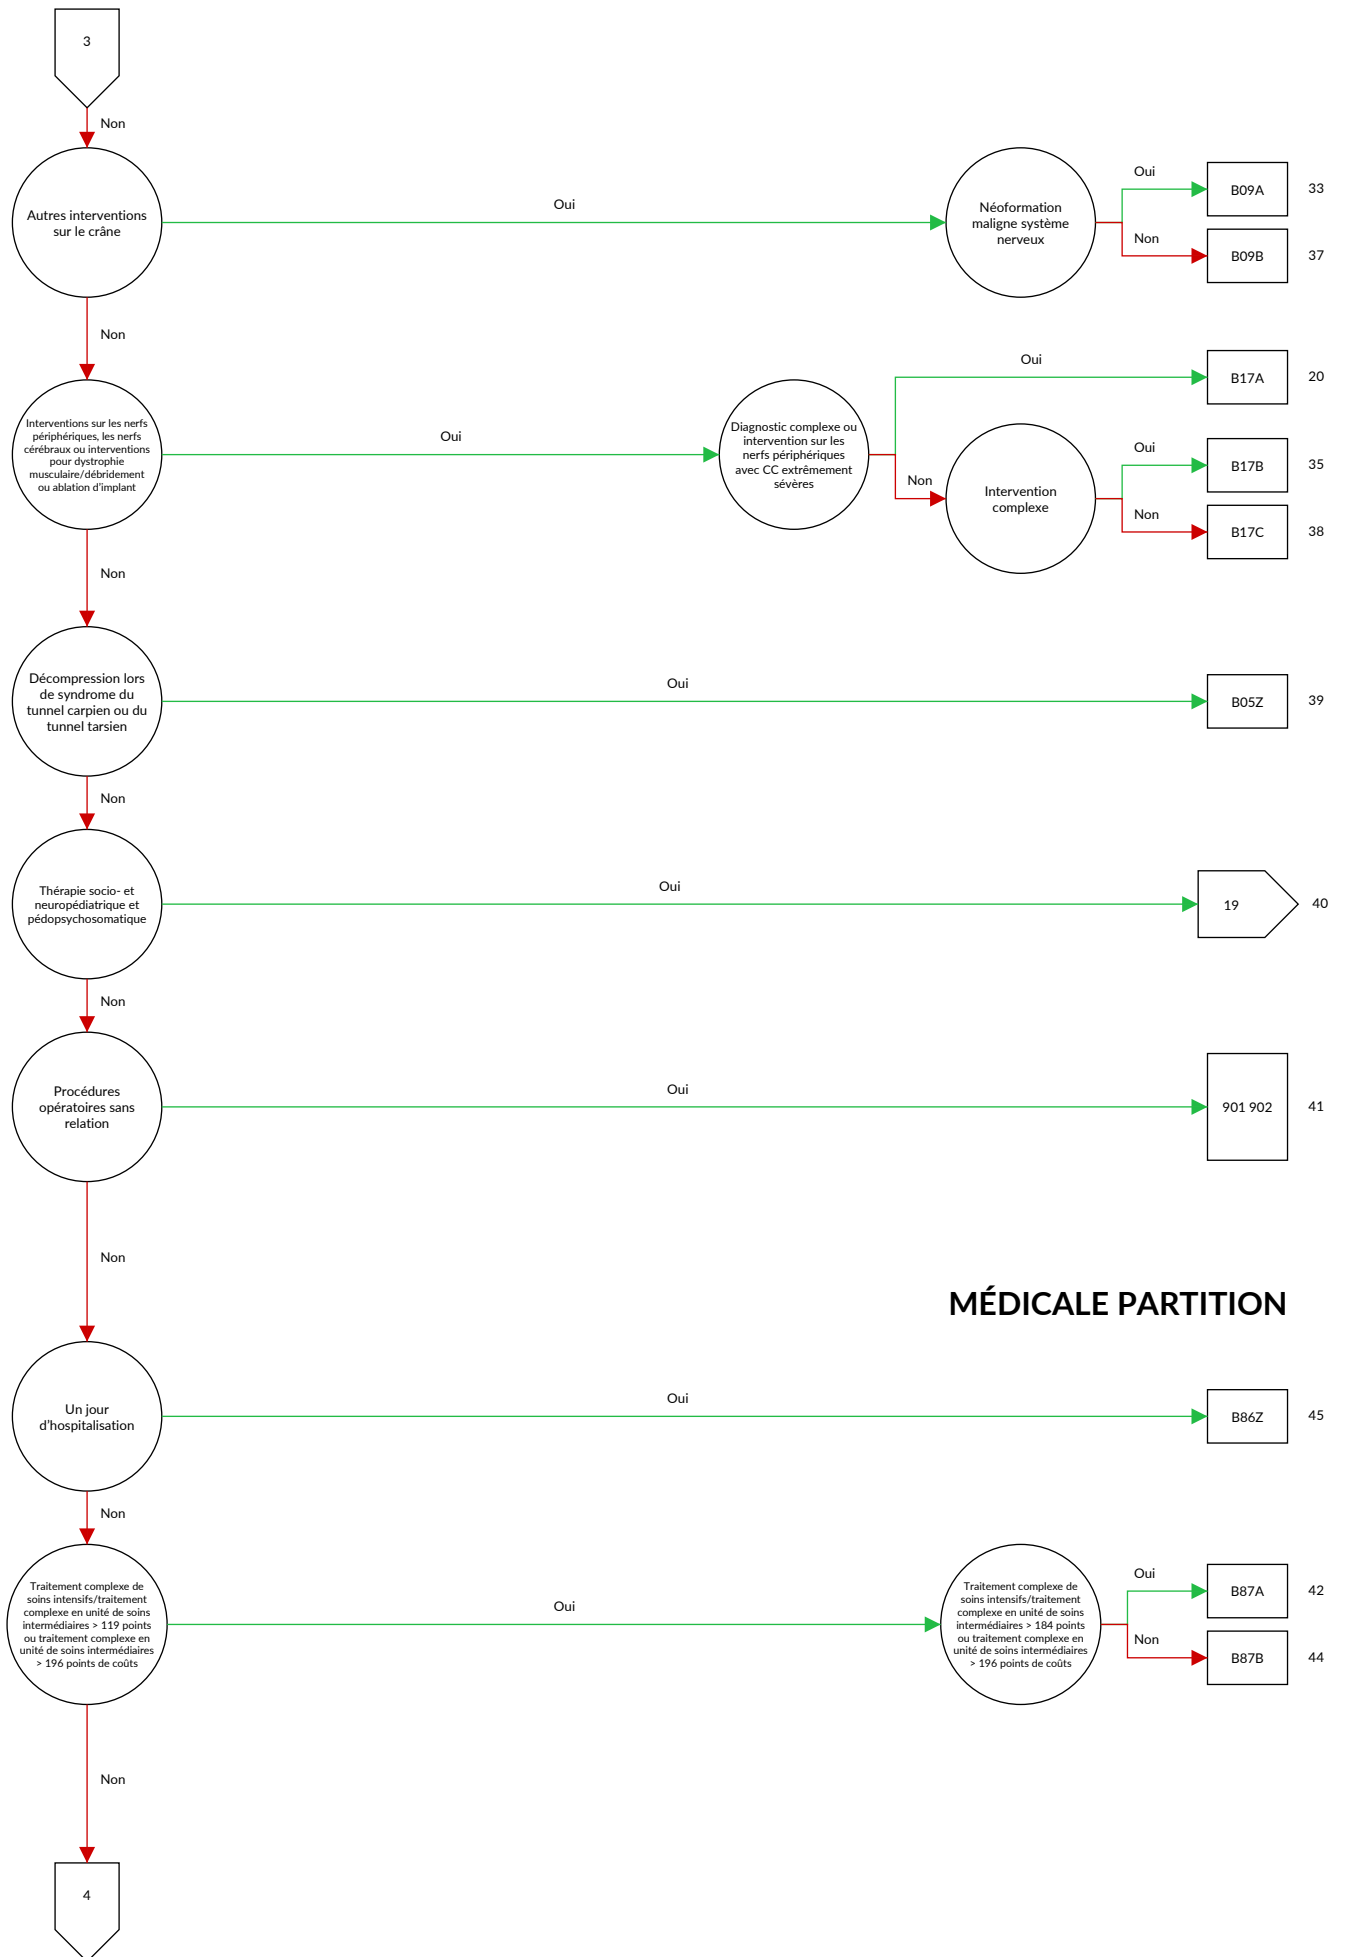 3
Non
Autres interventions
sur le crâne
Oui
Néoformation
maligne système
nerveux
Oui
B09A
33
Non
B09B
37
Non
Interventions sur les nerfs
périphériques, les nerfs
cérébraux ou interventions
pour dystrophie
musculaire/débridement
ou ablation d'implant
Oui
Diagnostic complexe ou
intervention sur les
nerfs périphériques
avec CC extrêmement
sévères
Oui
B17A
20
Non
Intervention
complexe
Oui
B17B
35
Non
B17C
38
Non
Décompression lors
de syndrome du
tunnel carpien ou du
tunnel tarsien
Oui
B05Z
39
Non
Thérapie socio- et
neuropédiatrique et
pédopsychosomatique
Oui
19
40
Non
Procédures
opératoires sans
relation
Oui
901 902
41
Non
MÉDICALE PARTITION
Un jour
d'hospitalisation
Oui
B86Z
45
Non
Traitement complexe de
soins intensifs/traitement
complexe en unité de soins
intermédiaires > 119 points
ou traitement complexe en
unité de soins intermédiaires
> 196 points de coûts
Oui
Traitement complexe de
soins intensifs/traitement
complexe en unité de soins
intermédiaires > 184 points
ou traitement complexe en
unité de soins intermédiaires
> 196 points de coûts
Oui
B87A
42
Non
B87B
44
Non
4